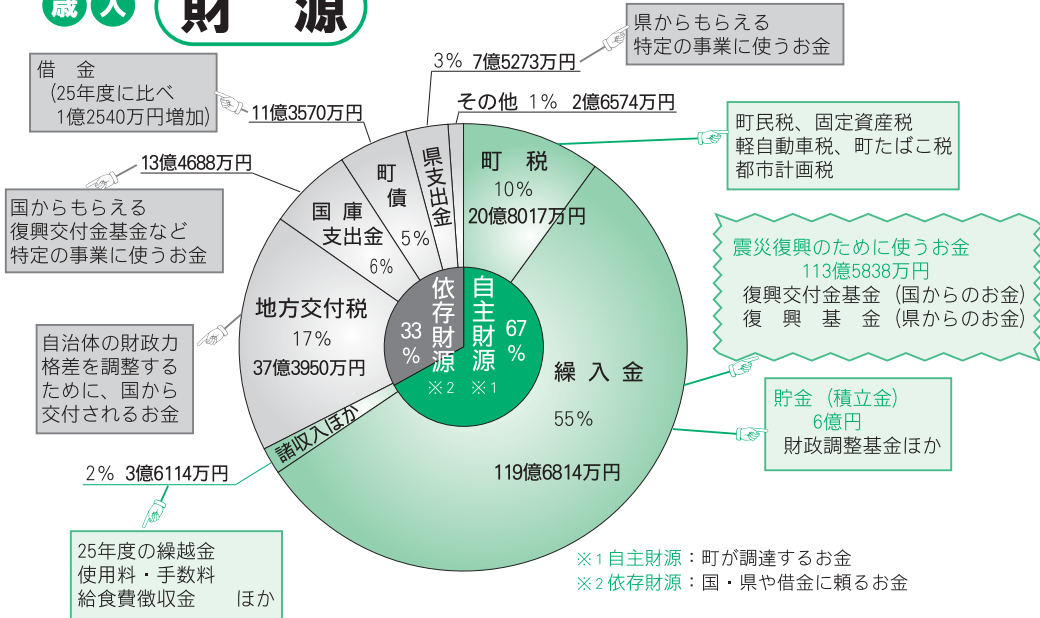 歳入
財源
県からもらえる
特定の事業に使うお金
3% 7億5273万円
借 金
(25年度に比べ
1億2540万円増加)
11億3570万円
その他 1% 2億6574万円
町民税、固定資産税
軽自動車税、町たばこ税
都市計画税
13億4688万円
国からもらえる
復興交付金基金など
特定の事業に使うお金
町 税
10%
20億8017万円
県支出金
町債
5%
国 庫
支出金
6%
震災復興のために使うお金
113億5838万円
復興交付金基金 (国からのお金)
復 興 基 金 (県からのお金)
地方交付税
17%
37億3950万円
自治体の財政力
格差を調整する
ために、国から
交付されるお金
依存財源
※2
33
%
自主財源
※1
67
%
繰 入 金
55%
119億6814万円
貯金 (積立金)
6億円
財政調整基金ほか
諸収入ほか
2% 3億6114万円
25年度の繰越金
使用料・手数料
給食費徴収金 ほか
※1自主財源:町が調達するお金
※2依存財源:国・県や借金に頼るお金